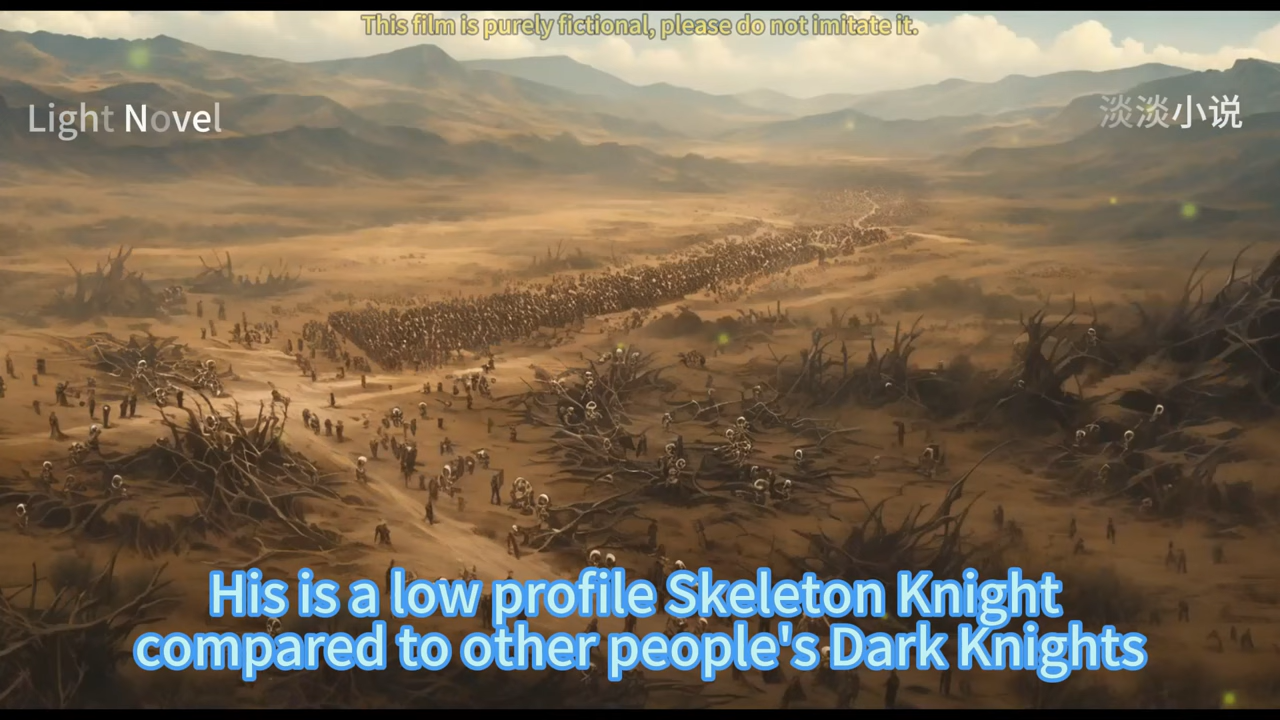 This film is purely fictional, please do not imitate it.
Light Novel
淡淡小说
His is a low profile Skeleton Knight
compared to other people's Dark Knights